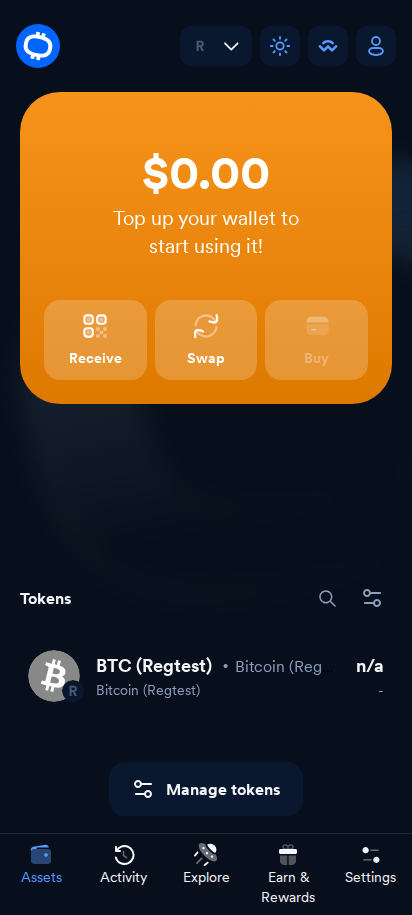 R
$0.00
Top up your wallet to
start using it!
Receive
Swap
Buy
Tokens
BTC (Regtest) • Bitcoin (Reg
n/a
R
Bitcoin (Regtest)
-
Manage tokens
Assets
Activity
Explore
Earn &
Rewards
Settings